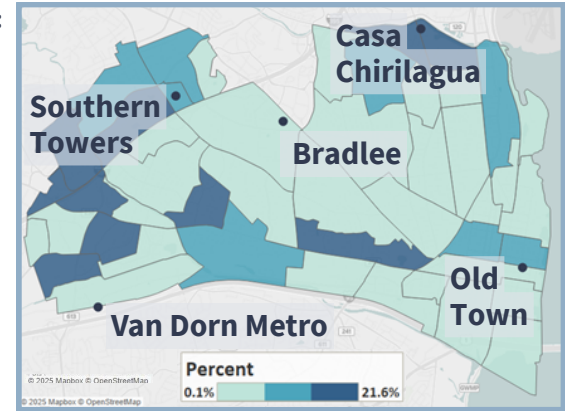 :
Casa
Chirilagua
Southern
Towers
Bradlee
Old
Town
Van Dorn Metro
241
Percent
0.1% 21.6%
© 2025 Mapbox © OpenStreetMap
© 2025 Mapbox © OpenStreetMap